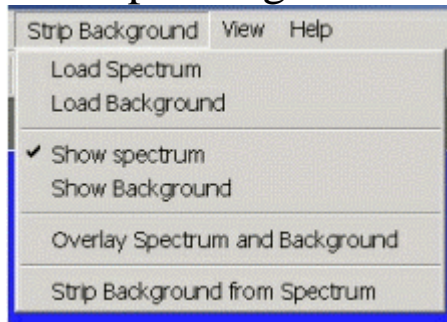 Strip Background View Help
Load Spectrum
Load Background
✔ Show spectrum
Show Background
Overlay Spectrum and Background
Strip Background from Spectrum